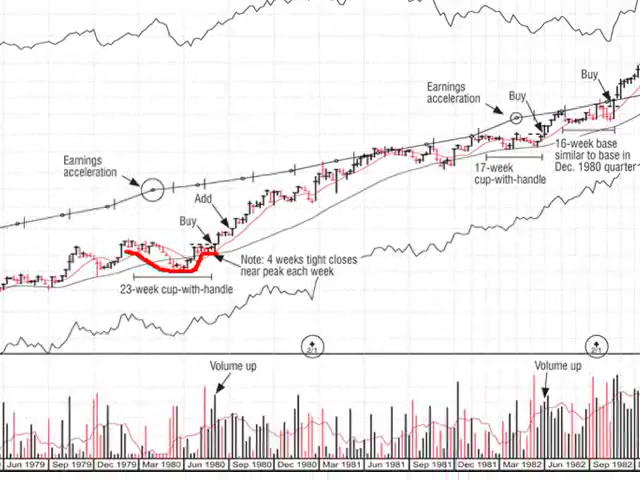 Buy
Earnings
acceleration
Buy
16-week base
similar to base in
Dec. 1980 quarter
17-week
cup-with-handle
Earnings
acceleration
Add
Buy
Note: 4 weeks tight closes
near peak each week
23-week cup-with-handle
2/1
2/1
Volume up
Volume up
Jun 1979 Sep 1979 Dec 1979 Mar 1980 Jun 1980 Sep 1980 Dec 1980 Mar 1981 Jun 1981 Sep 1981 Dec 1981 Mar 1982 Jun 1982 Sep 1982